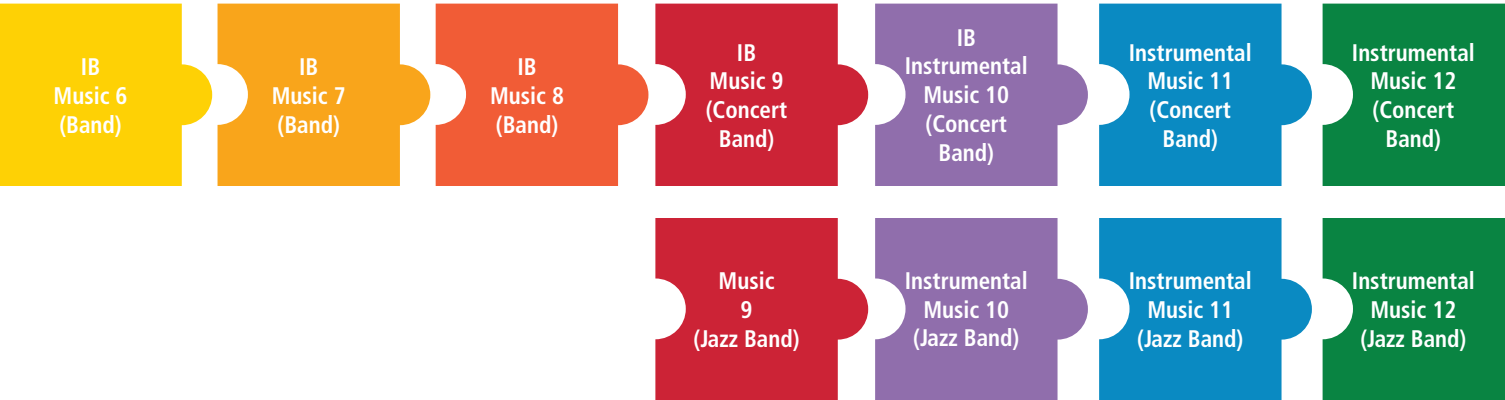 IB
Music 6
(Band)
IB
Music 7
(Band)
IB
Music 8
(Band)
IB
Music 9
(Concert
Band)
IB
Instrumental
Music 10
(Concert
Band)
Instrumental
Music 11
(Concert
Band)
Instrumental
Music 12
(Concert
Band)
Music
9
(Jazz Band)
Instrumental
Music 10
(Jazz Band)
Instrumental
Music 11
(Jazz Band)
Instrumental
Music 12
(Jazz Band)